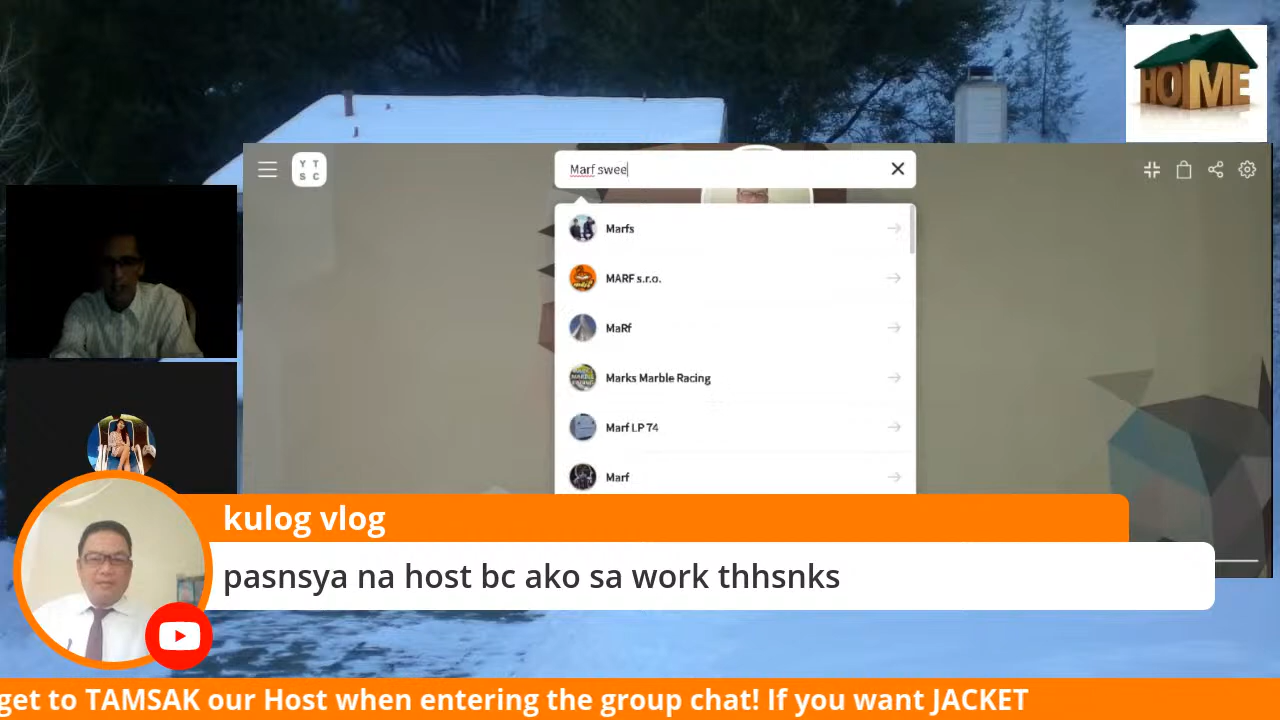 HOME
Y T
S C
Marf swee
Marfs
MARF s.r.o.
MaRf
Marks Marble Racing
Marf LP 74
Marf
kulog vlog
pasnsya na host bc ako sa work thhsnks
get to TAMSAK our Host when entering the group chat! If you want JACKET